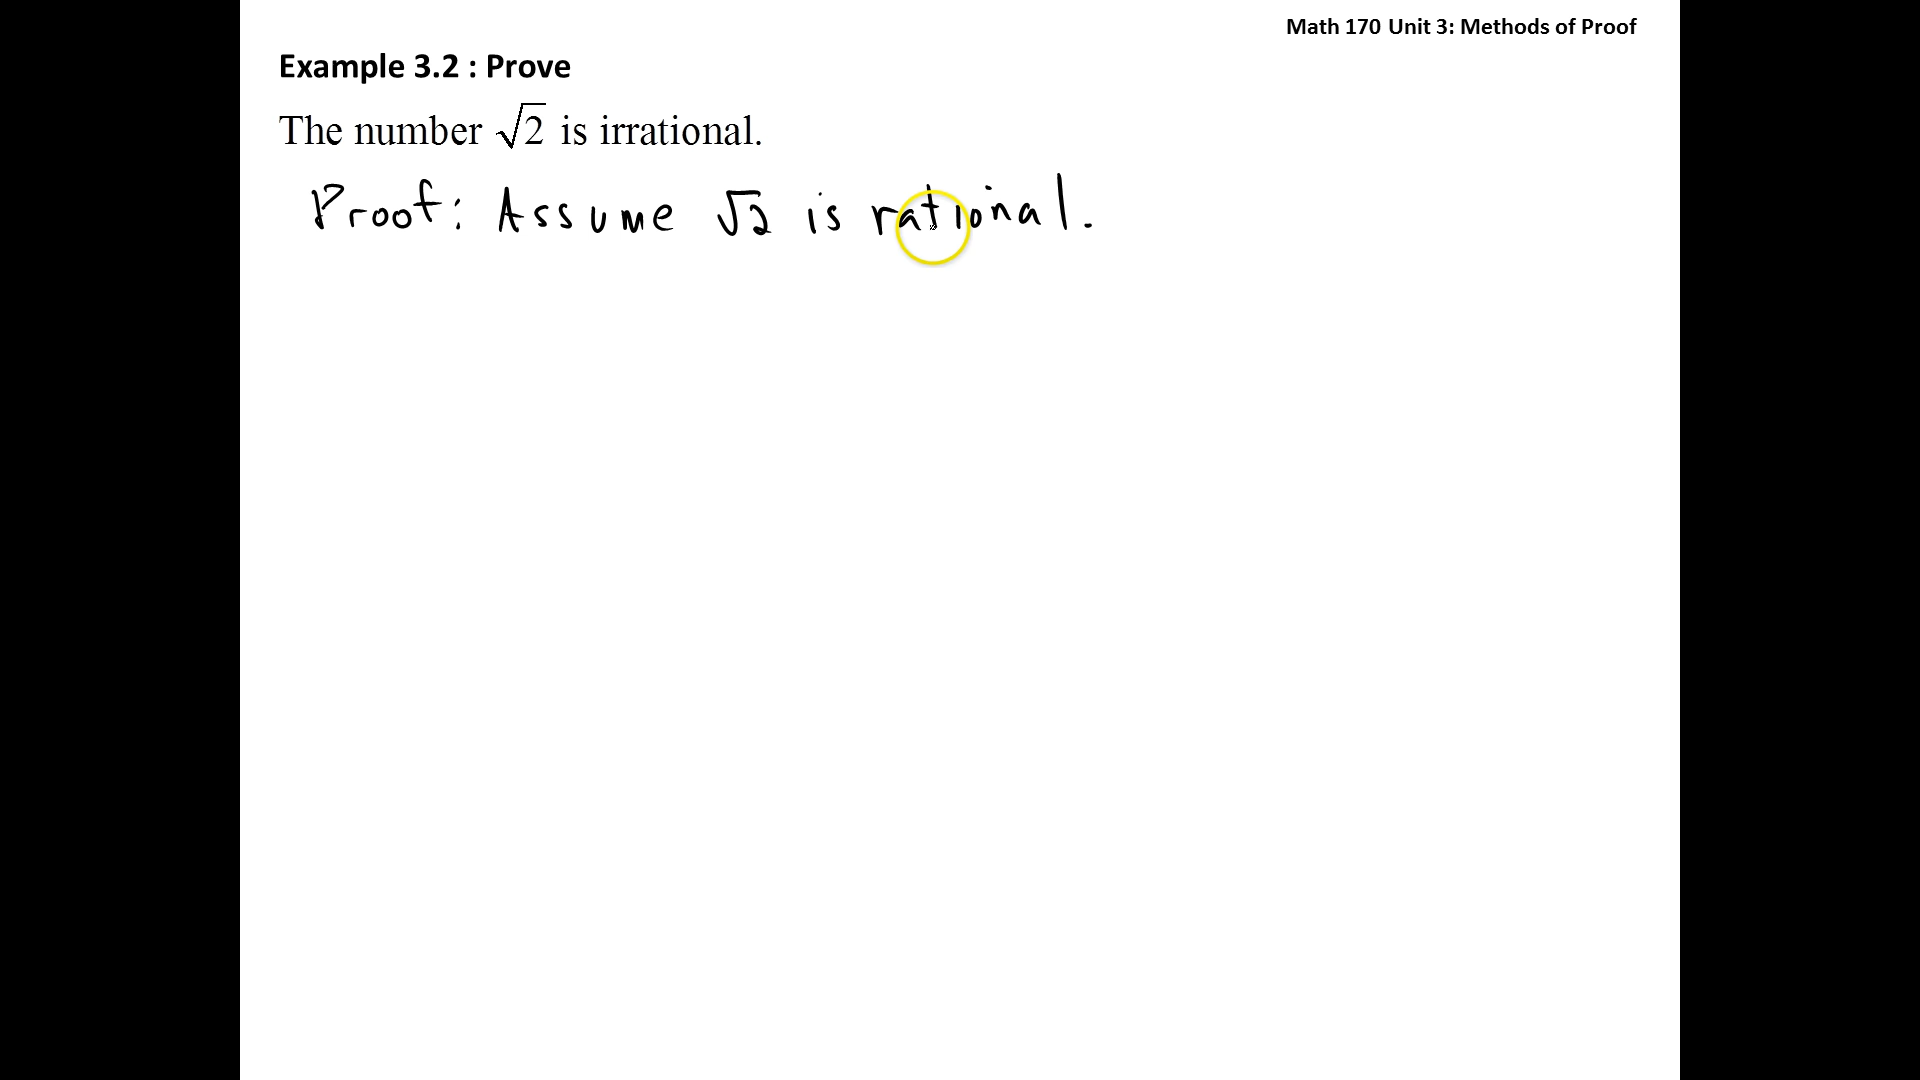 Math 170 Unit 3: Methods of Proof
Example 3.2 : Prove
The number √2 is irrational.
Proof: Assume √2 is rational.